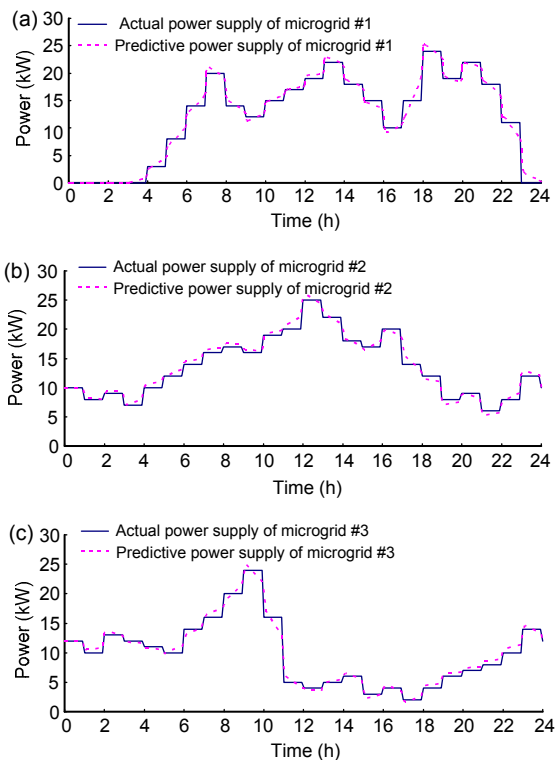 (a)
Actual power supply of microgrid #1
Predictive power supply of microgrid #1
Power (kW)
30
25
20
15
10
5
0
0 2 4 6 8 10 12 14 16 18 20 22 24
Time (h)
(b)
Actual power supply of microgrid #2
Predictive power supply of microgrid #2
Power (kW)
30
25
20
15
10
5
0
0 2 4 6 8 10 12 14 16 18 20 22 24
Time (h)
(c)
Actual power supply of microgrid #3
Predictive power supply of microgrid #3
Power (kW)
30
25
20
15
10
5
0
0 2 4 6 8 10 12 14 16 18 20 22 24
Time (h)